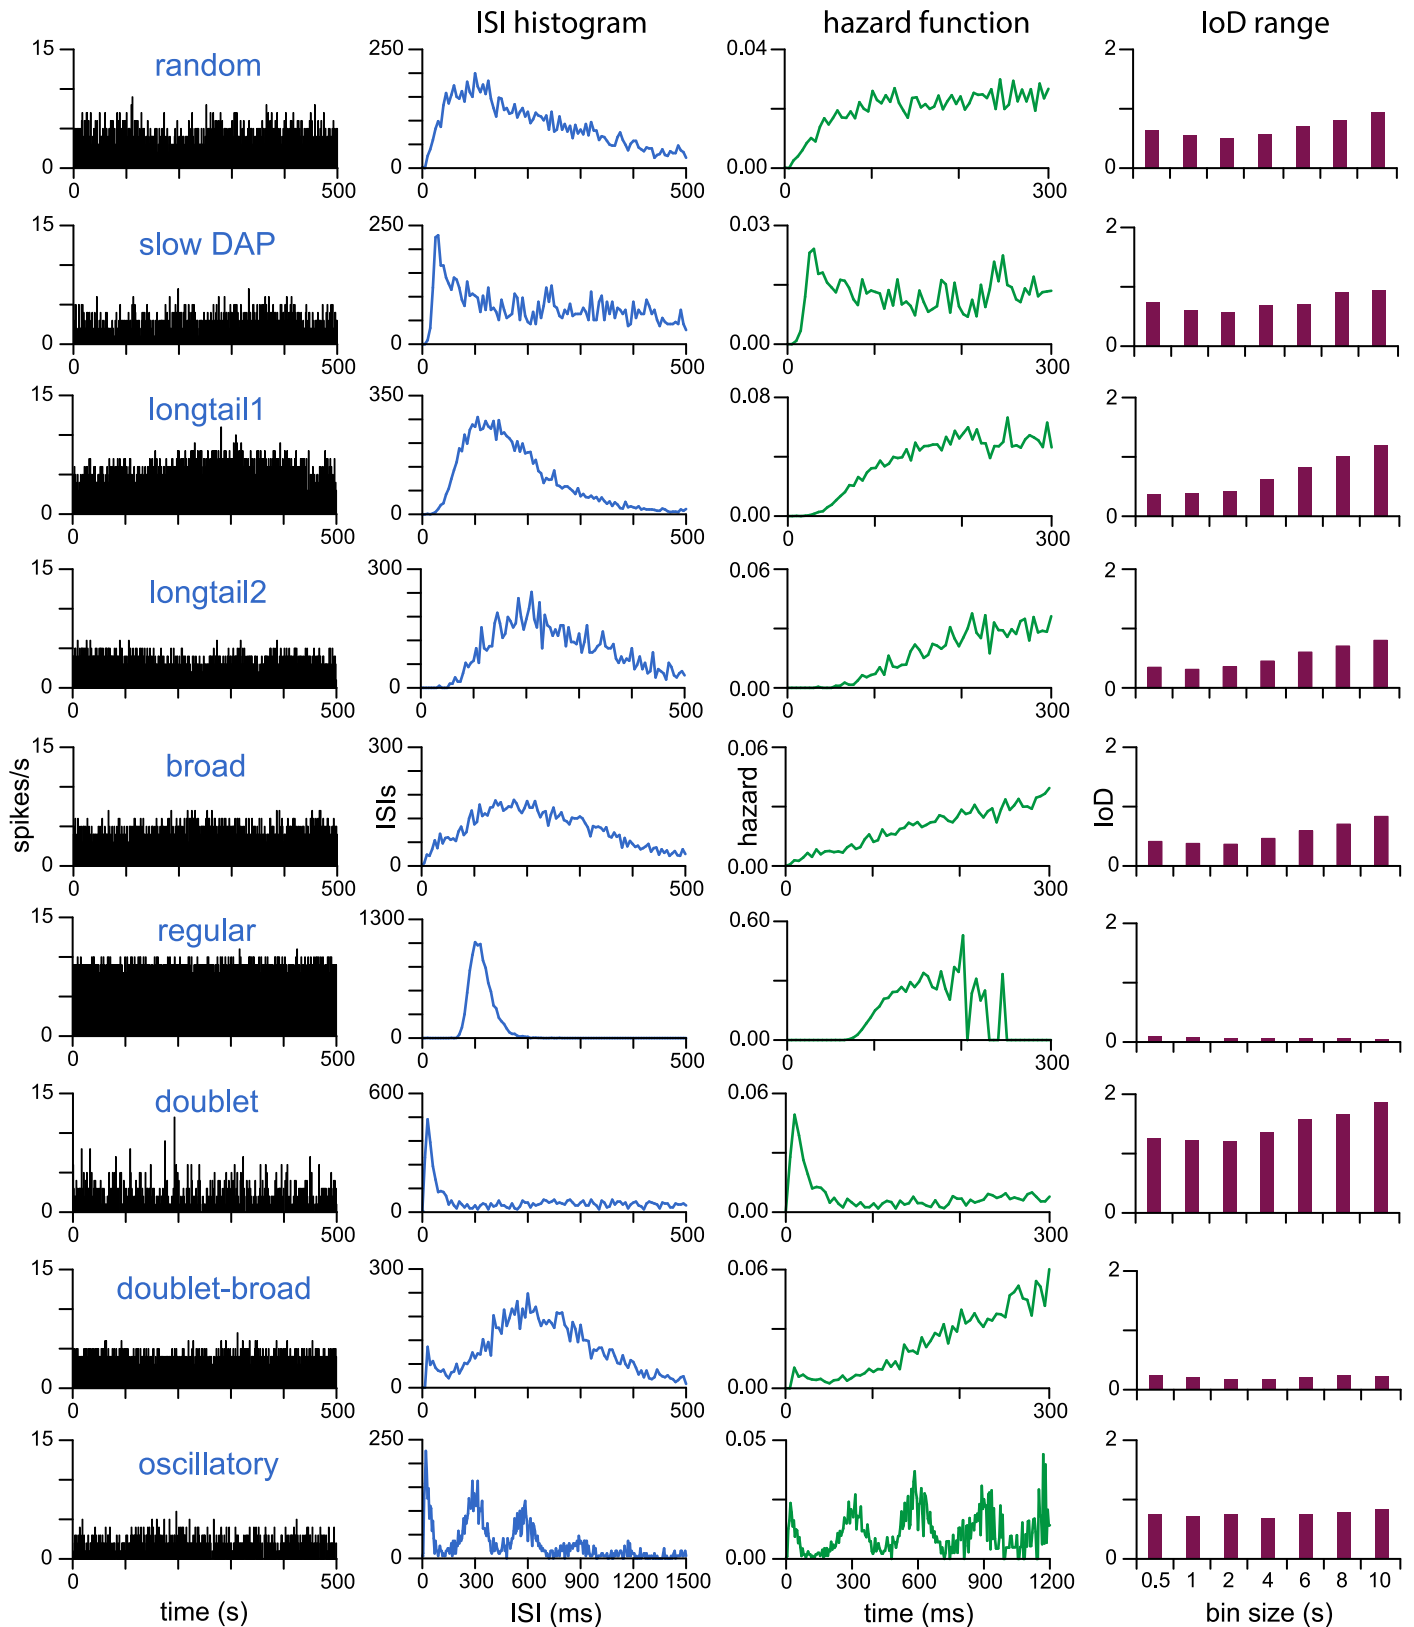 ISI histogram hazard function IoD range
15 random 250 0.04 2
0 0 0.00 0
0 500 0 500 0 300
15 slow DAP 250 0.03 2
0 0 0.00 0
0 500 0 500 0 300
15 longtail1 350 0.08 2
0 0 0.00 0
0 500 0 500 0 300
15 longtail2 300 0.06 2
0 0 0.00 0
0 500 0 500 0 300
15 broad 300 0.06 2
spikes/s ISIs hazard IoD
0 0 0.00 0
0 500 0 500 0 300
15 regular 1300 0.60 2
0 0 0.00 0
0 500 0 500 0 300
15 doublet 600 0.06 2
0 0 0.00 0
0 500 0 500 0 300
15 doublet-broad 300 0.06 2
0 0 0.00 0
0 500 0 500 0 300
15 oscillatory 250 0.05 2
0 0 0.00 0
0 500 0 300 600 900 1200 1500 0 300 600 900 1200 0.5 1 2 4 6 8 10
time (s) ISI (ms) time (ms) bin size (s)